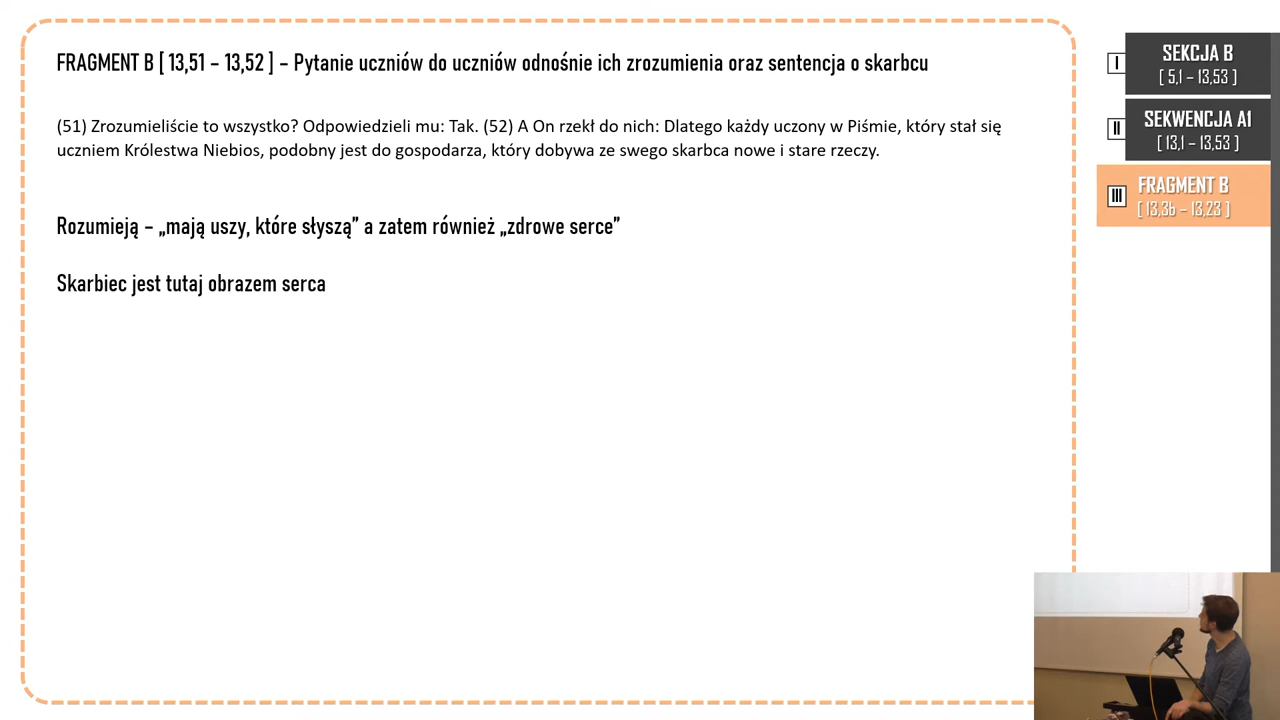 FRAGMENT B [ 13,51 – 13,52 ] – Pytanie uczniów do uczniów odnośnie ich zrozumienia oraz sentencja o skarbcu
(51) Zrozumieliście to wszystko? Odpowiedzieli mu: Tak. (52) A On rzekł do nich: Dlatego każdy uczony w Piśmie, który stał się
uczniem Królestwa Niebios, podobny jest do gospodarza, który dobywa ze swego skarbca nowe i stare rzeczy.
Rozumieją – „mają uszy, które słyszą” a zatem również „zdrowe serce”
Skarbiec jest tutaj obrazem serca
I
SEKCJA B
[ 5,1 – 13,53 ]
II
SEKWENCJA A1
[ 13,1 – 13,53 ]
III
FRAGMENT B
[ 13,3b – 13,23 ]